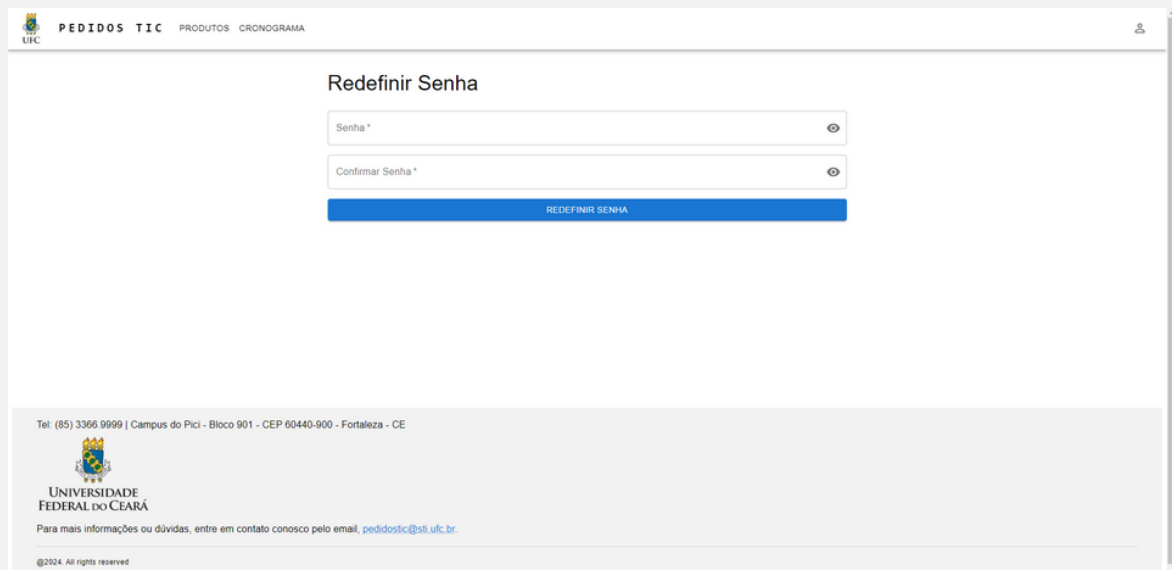 UFC
PEDIDOS TIC PRODUTOS CRONOGRAMA
Redefinir Senha
Senha *
Confirmar Senha *
REDEFINIR SENHA
Tel: (85) 3366.9999 | Campus do Pici - Bloco 901 - CEP 60440-900 - Fortaleza - CE
UNIVERSIDADE
FEDERAL DO CEARÁ
Para mais informações ou dúvidas, entre em contato conosco pelo email, pedidostic@sti.ufc.br.
@2024. All rights reserved